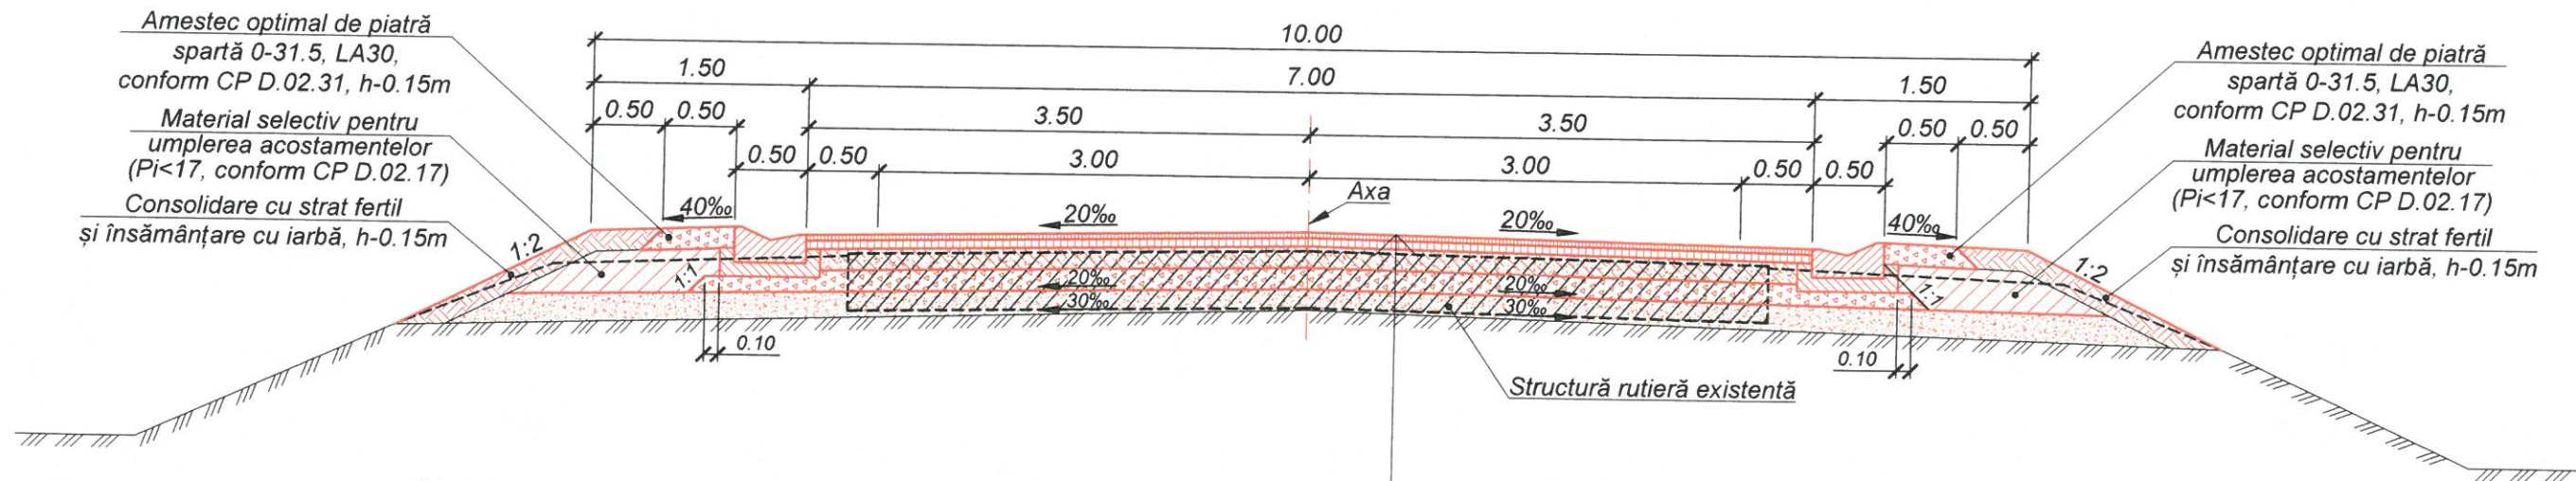 Amestec optimal de piatră
spartă 0-31.5, LA30,
conform CP D.02.31, h-0.15m
Material selectiv pentru
umplerea acostamentelor
(Pi<17, conform CP D.02.17)
Consolidare cu strat fertil
și însămânțare cu iarbă, h-0.15m
10.00
1.50
7.00
1.50
0.50
0.50
3.50
3.50
0.50
0.50
0.50
0.50
3.00
3.00
0.50
0.50
Axa
40‰
20‰
20‰
40‰
1:2
1:1
20‰
30‰
20‰
30‰
1:1
1:2
0.10
0.10
Structură rutieră existentă
Amestec optimal de piatră
spartă 0-31.5, LA30,
conform CP D.02.31, h-0.15m
Material selectiv pentru
umplerea acostamentelor
(Pi<17, conform CP D.02.17)
Consolidare cu strat fertil
și însămânțare cu iarbă, h-0.15m